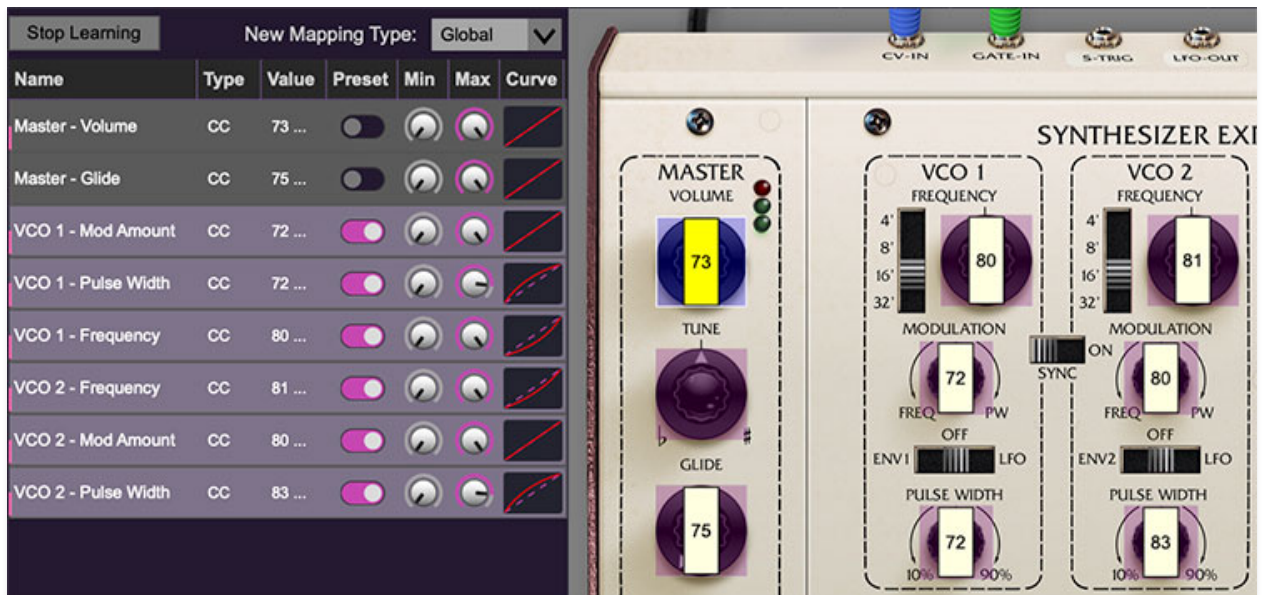 Stop Learning New Mapping Type: Global
Name Type Value Preset Min Max Curve
Master - Volume CC 73 ...
Master - Glide CC 75 ...
VCO 1 - Mod Amount CC 72 ...
VCO 1 - Pulse Width CC 72 ...
VCO 1 - Frequency CC 80 ...
VCO 2 - Frequency CC 81 ...
VCO 2 - Mod Amount CC 80 ...
VCO 2 - Pulse Width CC 83 ...
CV-IN GATE-IN S-TRIG LFO-OUT
SYNTHESIZER EX
MASTER
VOLUME
73
TUNE
♭ ♯
GLIDE
75
VCO 1
FREQUENCY
4'
8'
16'
32'
80
MODULATION
72
FREQ PW
OFF
ENV1 LFO
PULSE WIDTH
72
10% 90%
ON
SYNC
VCO 2
FREQUENCY
4'
8'
16'
32'
81
MODULATION
80
FREQ PW
OFF
ENV2 LFO
PULSE WIDTH
83
10% 90%